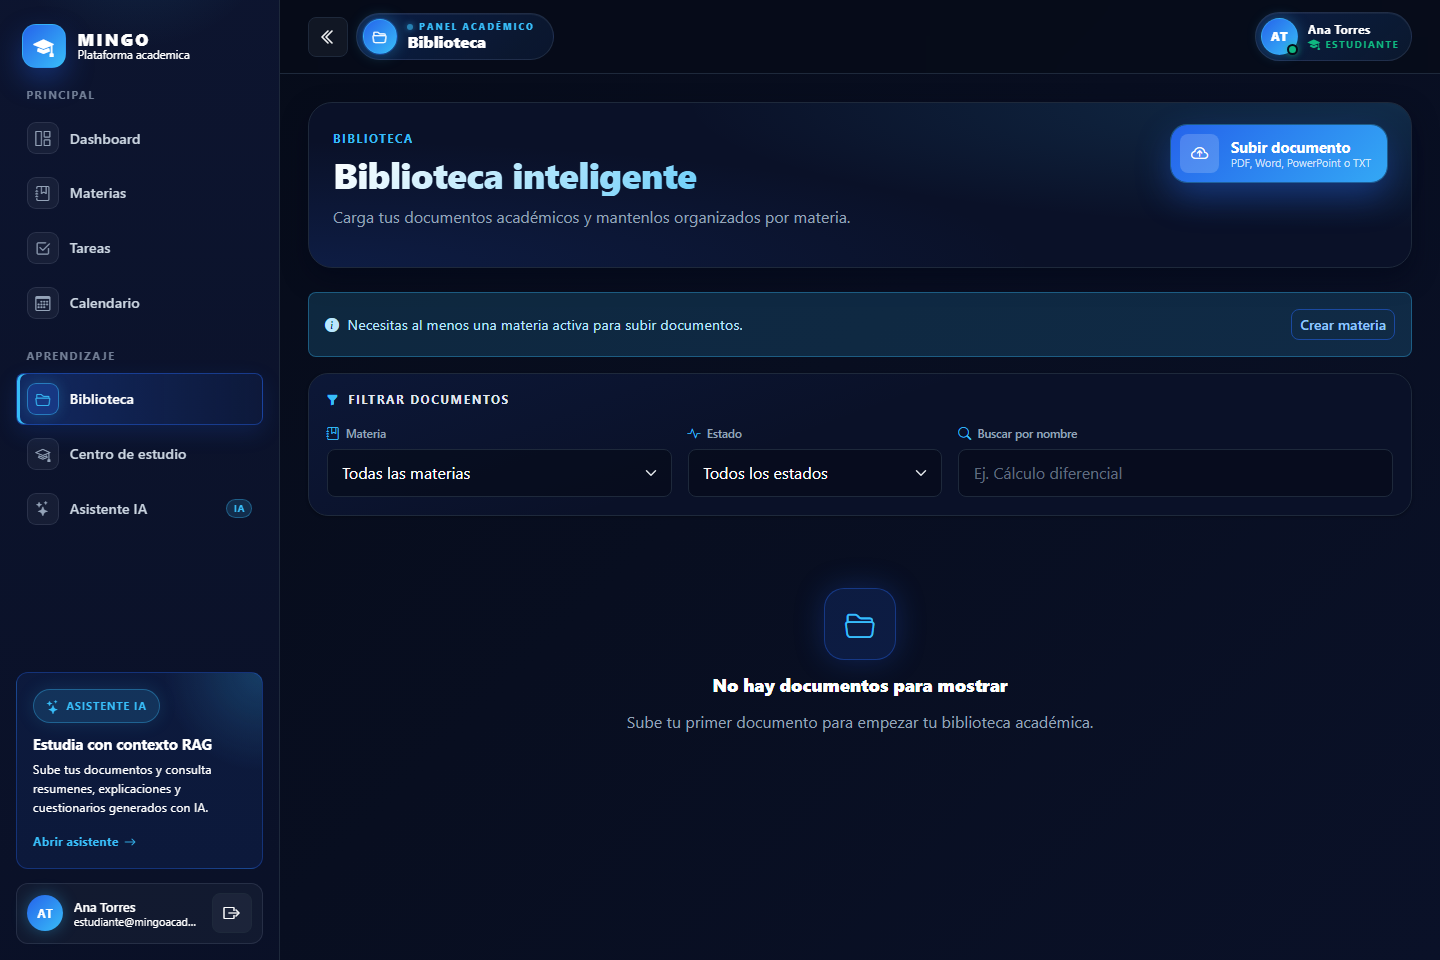 MINGO
Plataforma academica
PRINCIPAL
Dashboard
Materias
Tareas
Calendario
APRENDIZAJE
Biblioteca
Centro de estudio
Asistente IA
IA
ASISTENTE IA
Estudia con contexto RAG
Sube tus documentos y consulta
resumenes, explicaciones y
cuestionarios generados con IA.
Abrir asistente →
AT
Ana Torres
estudiante@mingoacad...
PANEL ACADÉMICO
Biblioteca
AT
Ana Torres
ESTUDIANTE
BIBLIOTECA
Biblioteca inteligente
Carga tus documentos académicos y mantenlos organizados por materia.
Subir documento
PDF, Word, PowerPoint o TXT
Necesitas al menos una materia activa para subir documentos.
Crear materia
FILTRAR DOCUMENTOS
Materia
Todas las materias
Estado
Todos los estados
Buscar por nombre
Ej. Cálculo diferencial
No hay documentos para mostrar
Sube tu primer documento para empezar tu biblioteca académica.